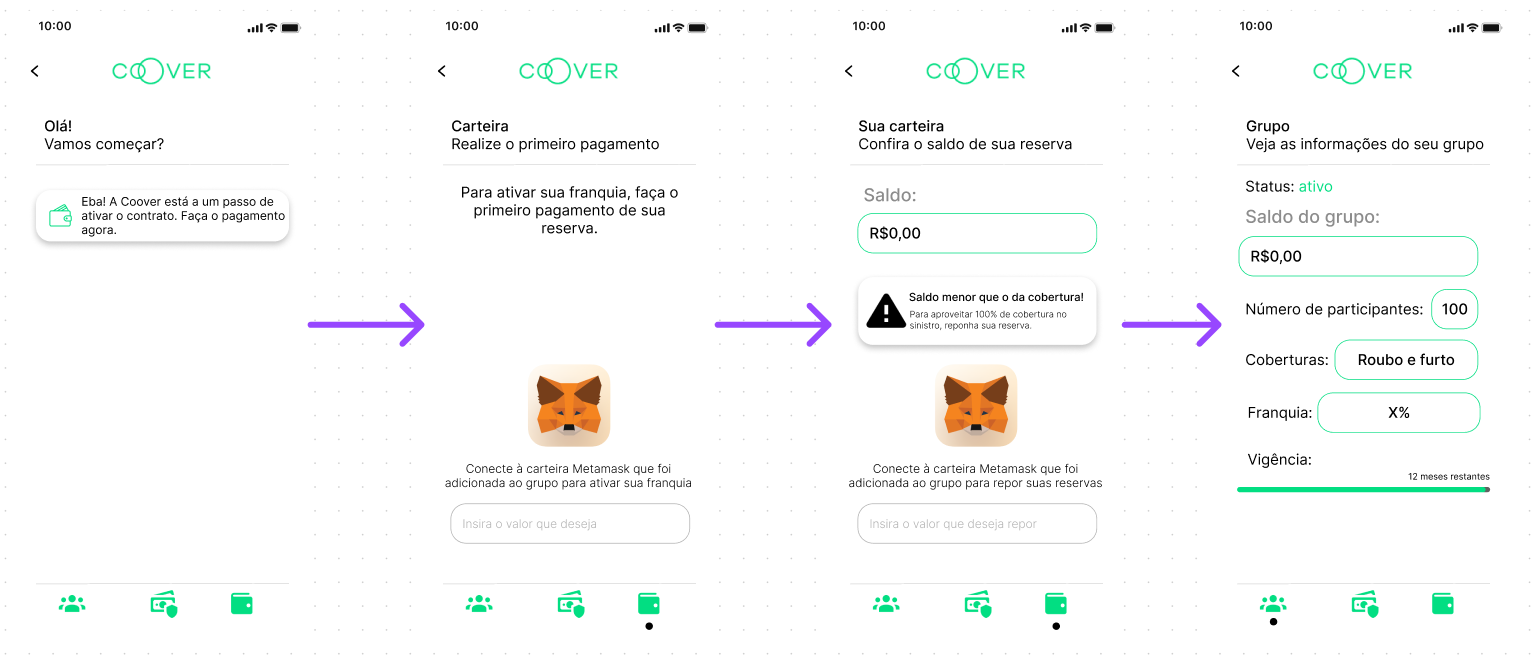 10:00
COOVER
Olá!
Vamos começar?
Eba! A Coover está a um passo de
ativar o contrato. Faça o pagamento
agora.
10:00
COOVER
Carteira
Realize o primeiro pagamento
Para ativar sua franquia, faça o
primeiro pagamento de sua
reserva.
Conecte à carteira Metamask que foi
adicionada ao grupo para ativar sua franquia
Insira o valor que deseja
10:00
COOVER
Sua carteira
Confira o saldo de sua reserva
Saldo:
R$0,00
Saldo menor que o da cobertura!
Para aproveitar 100% de cobertura no
sinistro, reponha sua reserva.
Conecte à carteira Metamask que foi
adicionada ao grupo para repor suas reservas
Insira o valor que deseja repor
10:00
COOVER
Grupo
Veja as informações do seu grupo
Status: ativo
Saldo do grupo:
R$0,00
Número de participantes: 100
Coberturas: Roubo e furto
Franquia: X%
Vigência:
12 meses restantes